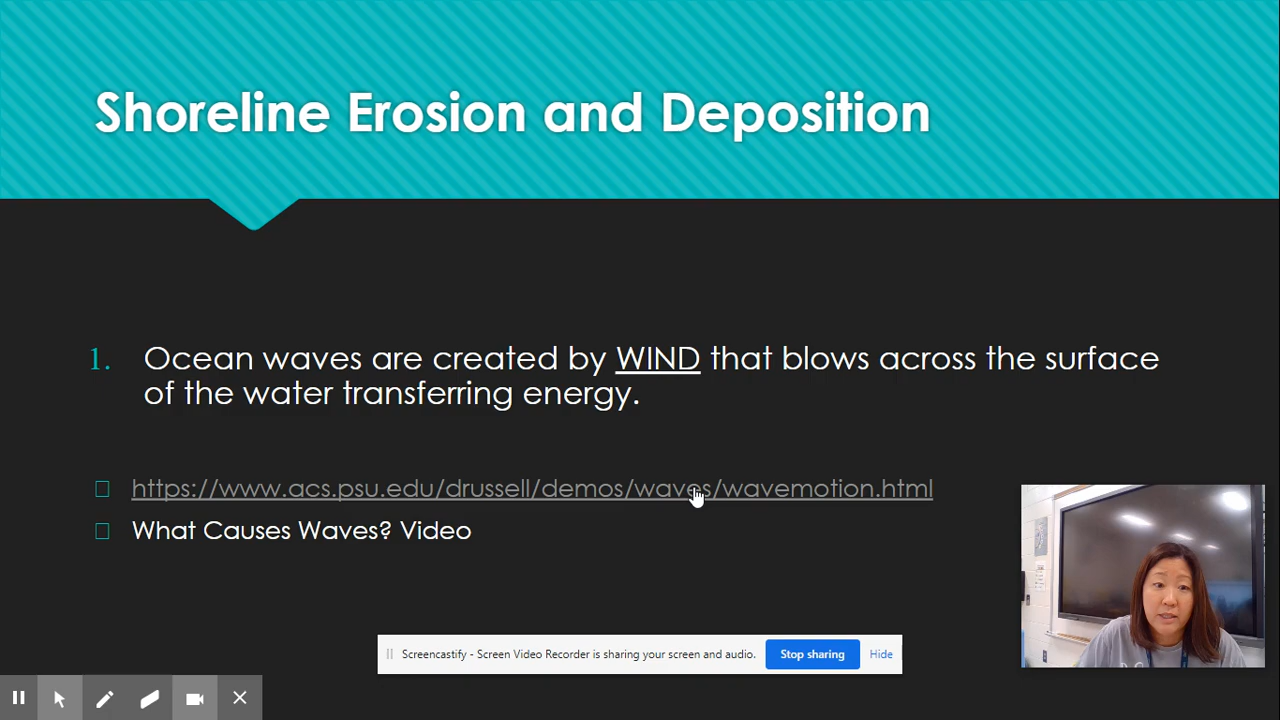 Shoreline Erosion and Deposition
1. Ocean waves are created by WIND that blows across the surface
of the water transferring energy.
https://www.acs.psu.edu/drussell/demos/waves/wavemotion.html
What Causes Waves? Video
Screencastify - Screen Video Recorder is sharing your screen and audio. Stop sharing Hide